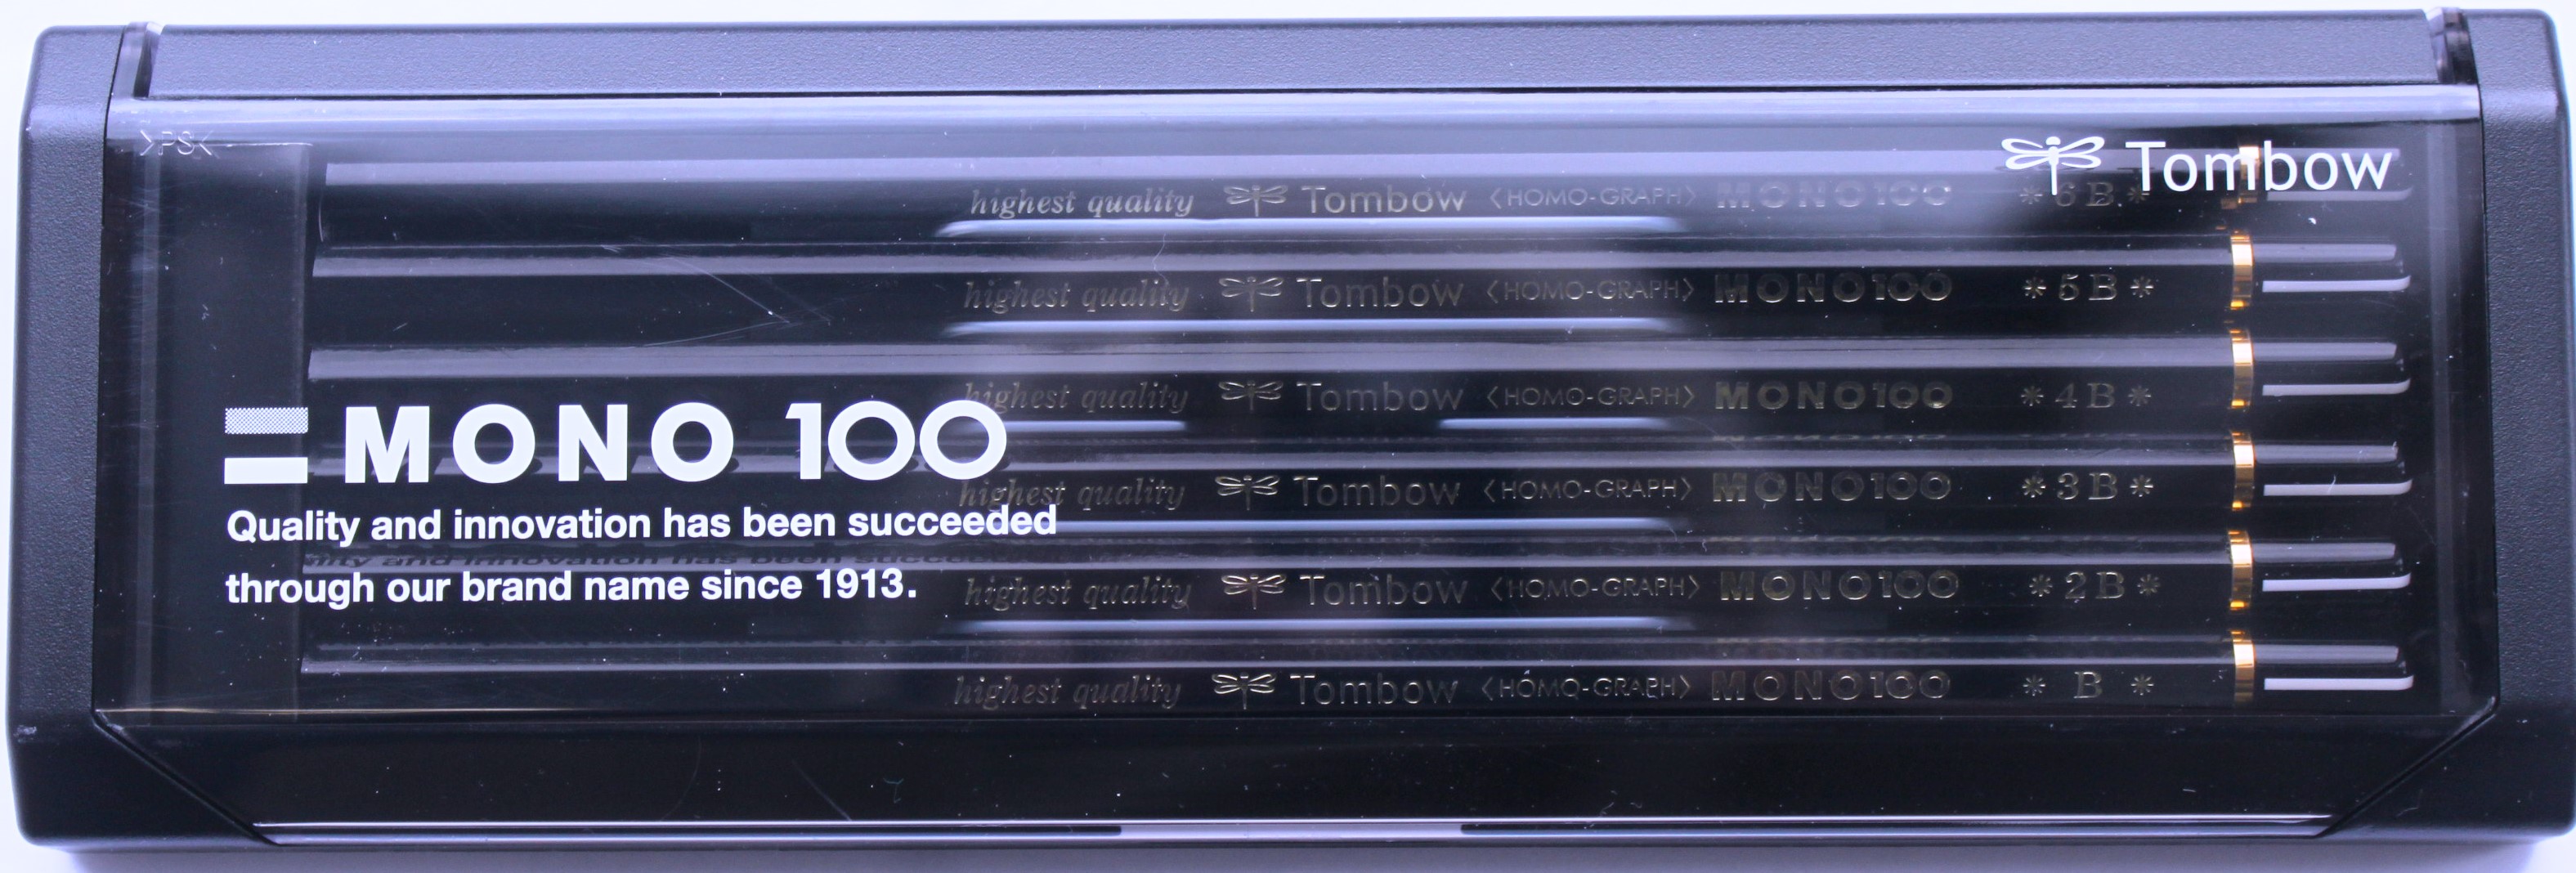 >PS<
Tombow
highest quality Tombow <HOMO-GRAPH> MONO100 *6B*
highest quality Tombow <HOMO-GRAPH> MONO100 *5B*
highest quality Tombow <HOMO-GRAPH> MONO100 *4B*
highest quality Tombow <HOMO-GRAPH> MONO100 *3B*
highest quality Tombow <HOMO-GRAPH> MONO100 *2B*
highest quality Tombow <HOMO-GRAPH> MONO100 * B *
MONO 100
Quality and innovation has been succeeded
through our brand name since 1913.